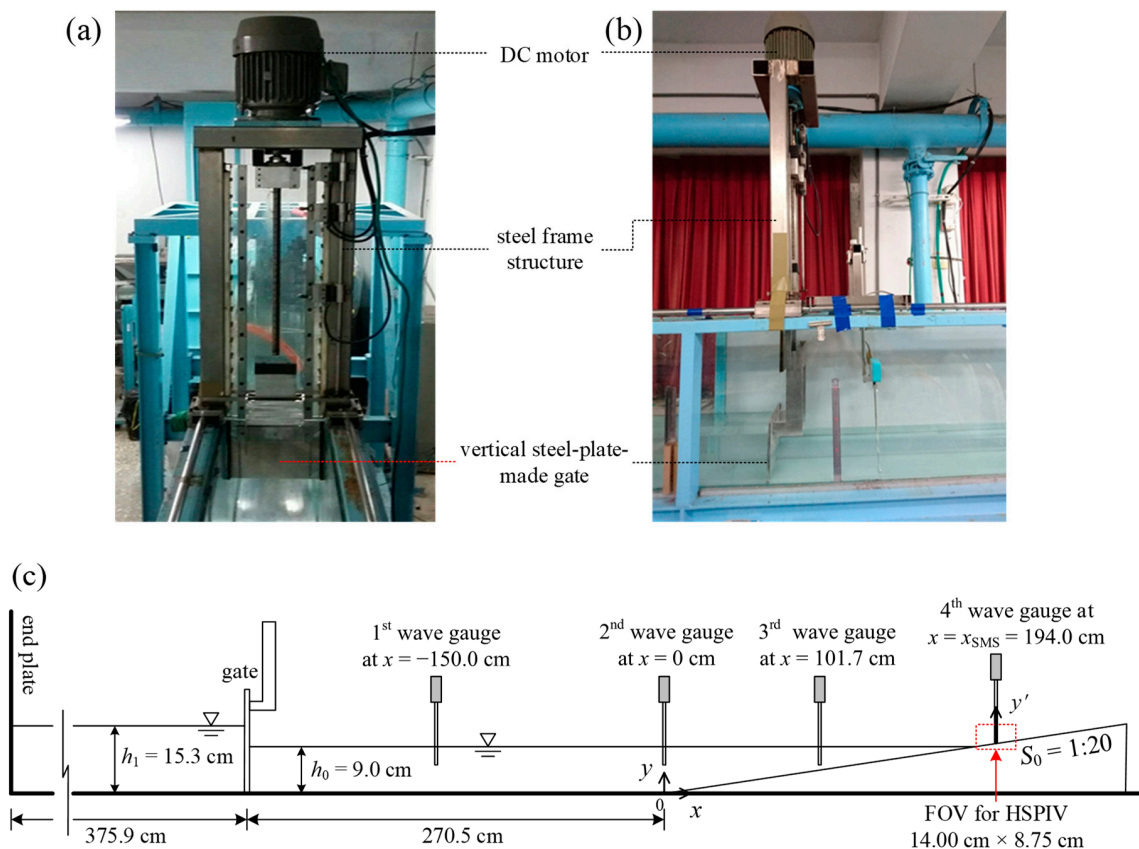 (a)
(b)
DC motor
steel frame
structure
vertical steel-plate-
made gate
(c)
end plate
gate
1st wave gauge
at x = −150.0 cm
2nd wave gauge
at x = 0 cm
3rd wave gauge
at x = 101.7 cm
4th wave gauge at
x = xSMS = 194.0 cm
y′
h1 = 15.3 cm
h0 = 9.0 cm
y
0
x
S0 = 1:20
FOV for HSPIV
14.00 cm × 8.75 cm
375.9 cm
270.5 cm